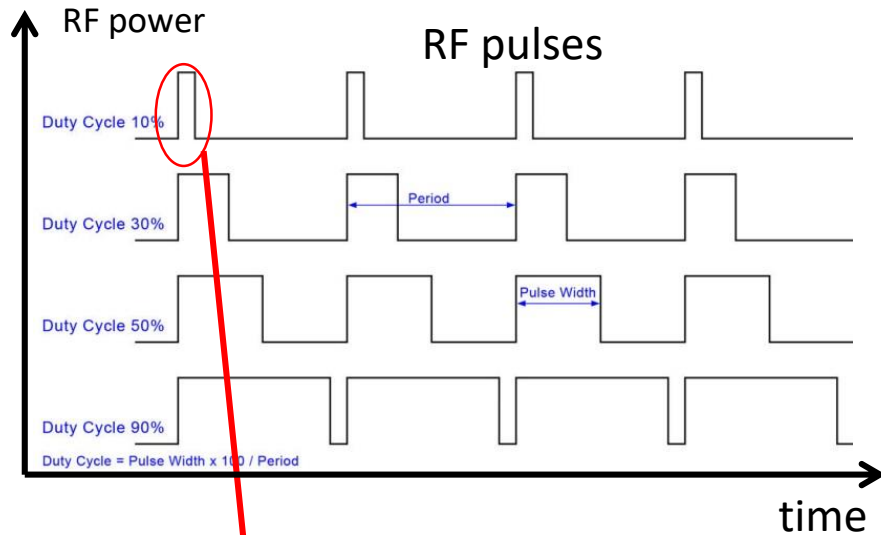 RF power
RF pulses
Duty Cycle 10%
Period
Duty Cycle 30%
Pulse Width
Duty Cycle 50%
Duty Cycle 90%
Duty Cycle = Pulse Width x 100 / Period
time